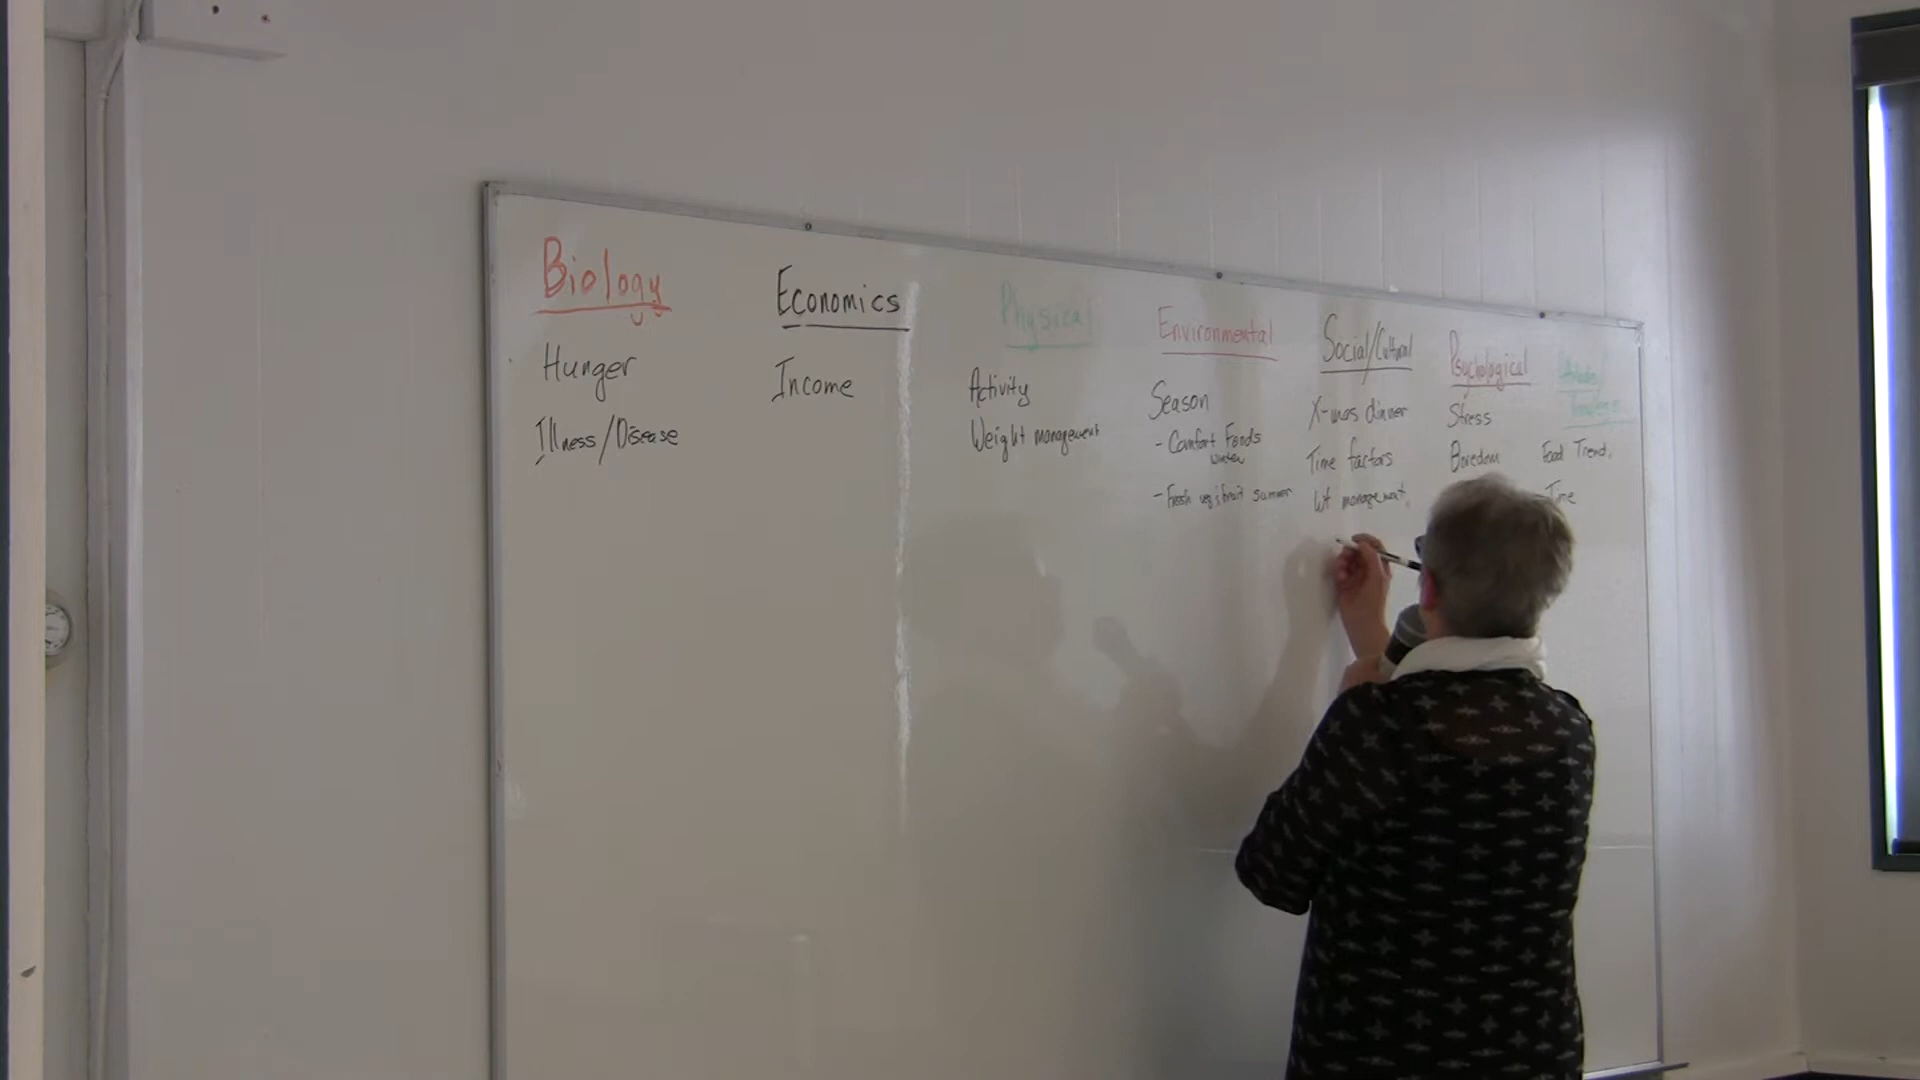 Biology
Hunger
Illness/Disease
Economics
Income
Physical
Activity
Weight management
Environmental
Season
- Comfort Foods
winter
- Fresh veg & fruit summer
Social/Cultural
X-mas dinner
Time factors
Wt management.
Psychological
Stress
Boredom
Food Trend.
Time